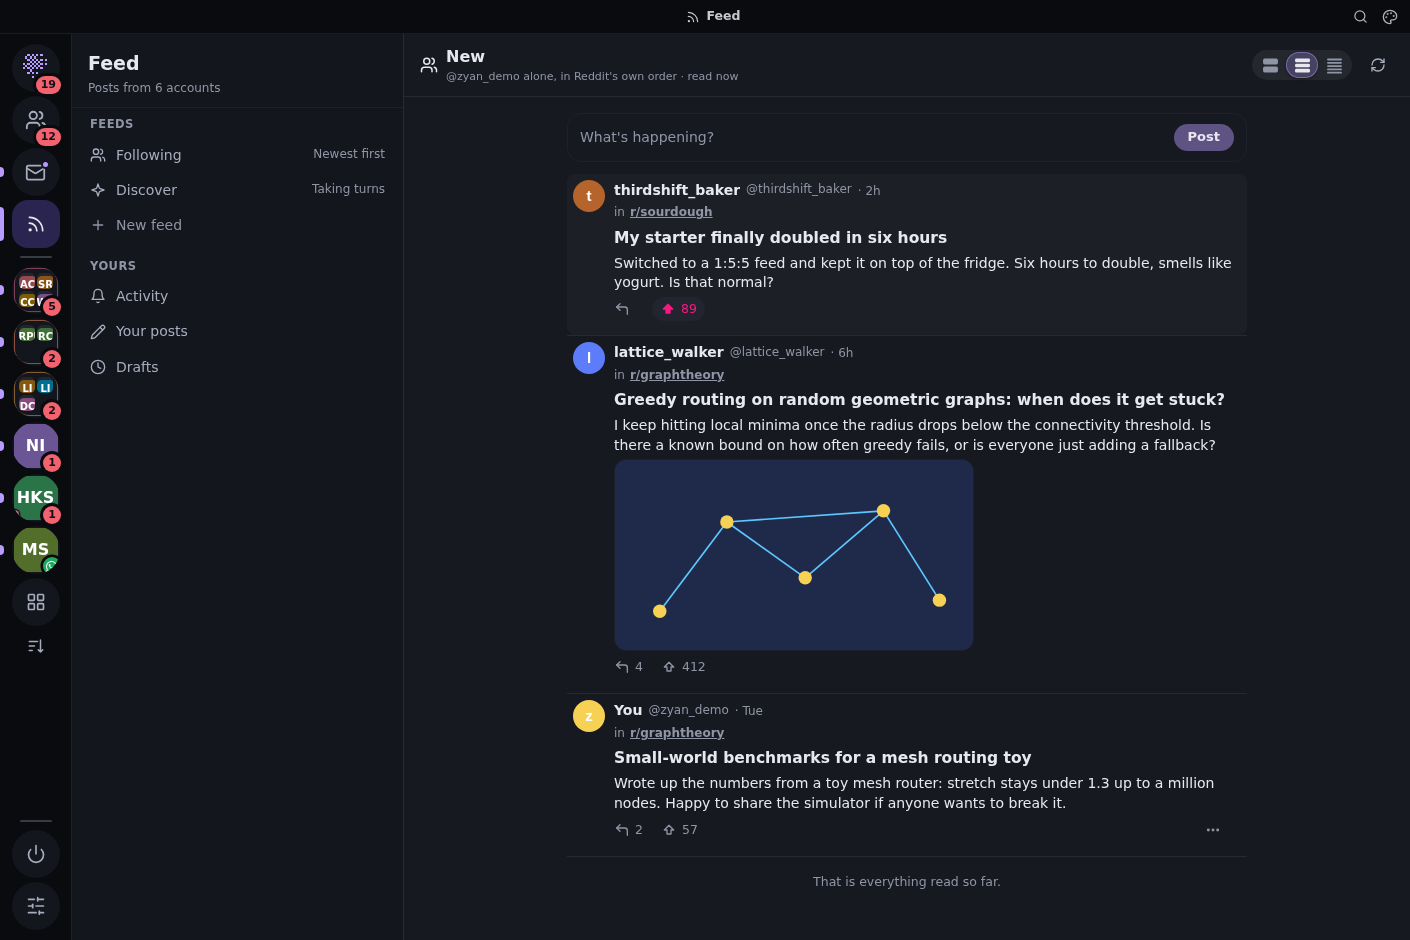 Feed
19
12
AC SR
CC
5
RP RC
2
LI LI
DC
2
NI
1
HKS
1
MS
Feed
Posts from 6 accounts
FEEDS
Following Newest first
Discover Taking turns
New feed
YOURS
Activity
Your posts
Drafts
New
@zyan_demo alone, in Reddit's own order · read now
What's happening? Post
t
thirdshift_baker @thirdshift_baker · 2h
in r/sourdough
My starter finally doubled in six hours
Switched to a 1:5:5 feed and kept it on top of the fridge. Six hours to double, smells like
yogurt. Is that normal?
89
l
lattice_walker @lattice_walker · 6h
in r/graphtheory
Greedy routing on random geometric graphs: when does it get stuck?
I keep hitting local minima once the radius drops below the connectivity threshold. Is
there a known bound on how often greedy fails, or is everyone just adding a fallback?
4 412
z
You @zyan_demo · Tue
in r/graphtheory
Small-world benchmarks for a mesh routing toy
Wrote up the numbers from a toy mesh router: stretch stays under 1.3 up to a million
nodes. Happy to share the simulator if anyone wants to break it.
2 57
That is everything read so far.